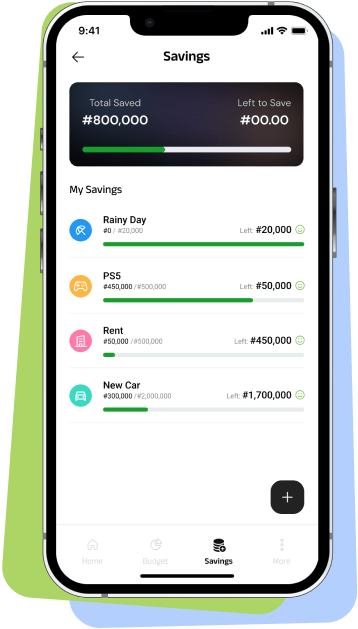 9:41
Savings
Total Saved Left to Save
#800,000 #00.00
My Savings
Rainy Day
#0 / #20,000 Left: #20,000
PS5
#450,000 /#500,000 Left: #50,000
Rent
#50,000 /#500,000 Left: #450,000
New Car
#300,000 /#2,000,000 Left: #1,700,000
Home Budget Savings More